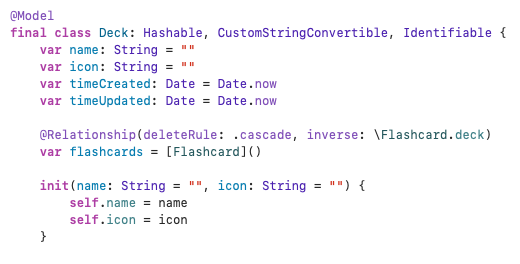 @Model
final class Deck: Hashable, CustomStringConvertible, Identifiable {
    var name: String = ""
    var icon: String = ""
    var timeCreated: Date = Date.now
    var timeUpdated: Date = Date.now

    @Relationship(deleteRule: .cascade, inverse: \Flashcard.deck)
    var flashcards = [Flashcard]()

    init(name: String = "", icon: String = "") {
        self.name = name
        self.icon = icon
    }